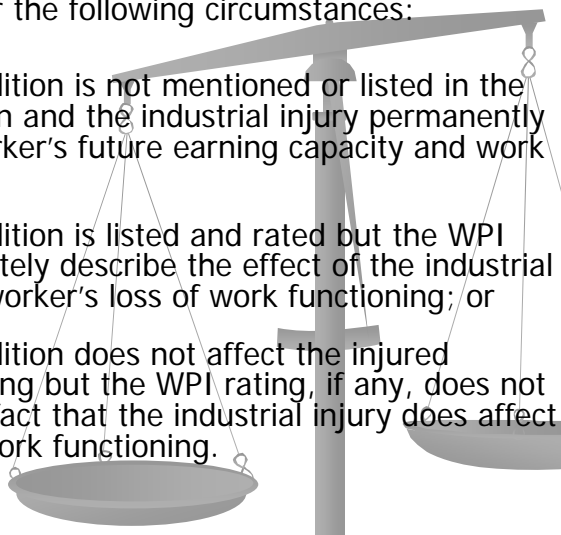 r the following circumstances:
dition is not mentioned or listed in the
n and the industrial injury permanently
rker's future earning capacity and work
dition is listed and rated but the WPI
tely describe the effect of the industrial
worker's loss of work functioning; or
dition does not affect the injured
ing but the WPI rating, if any, does not
fact that the industrial injury does affect
ork functioning.